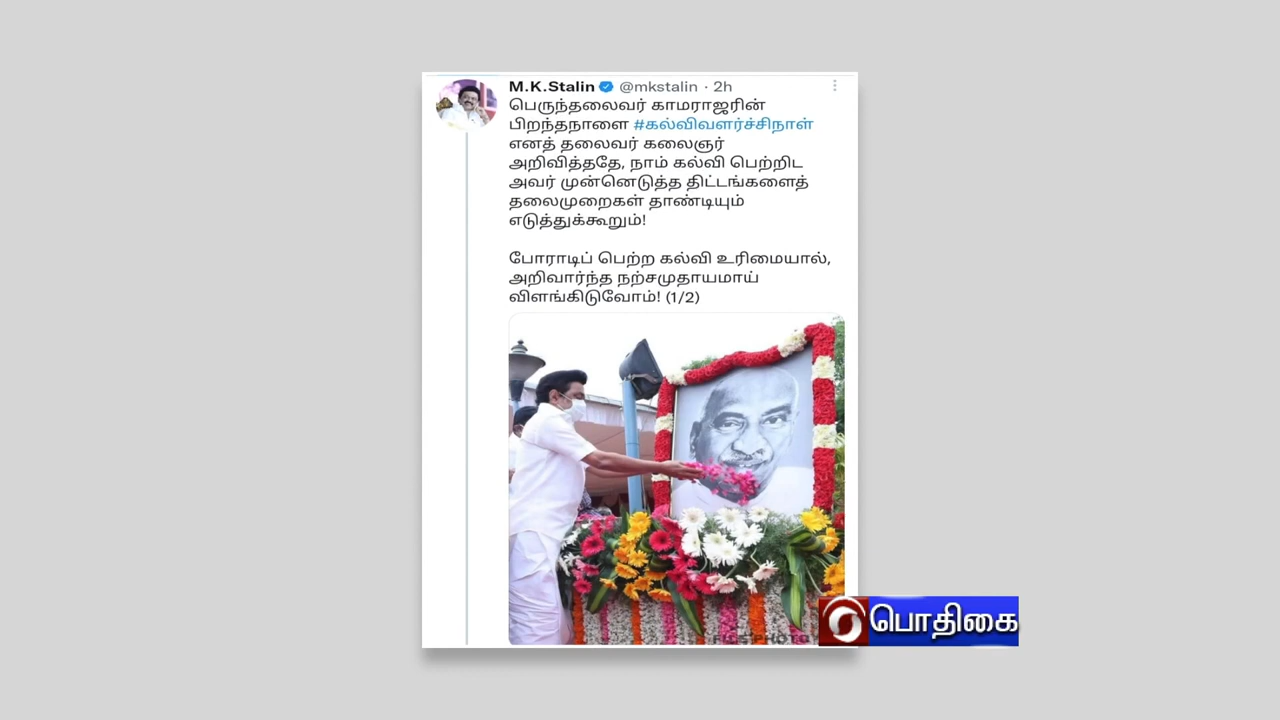 M.K.Stalin @mkstalin · 2h
பெருந்தலைவர் காமராஜரின்
பிறந்தநாளை #கல்விவளர்ச்சிநாள்
எனத் தலைவர் கலைஞர்
அறிவித்ததே, நாம் கல்வி பெற்றிட
அவர் முன்னெடுத்த திட்டங்களைத்
தலைமுறைகள் தாண்டியும்
எடுத்துக்கூறும்!
போராடிப் பெற்ற கல்வி உரிமையால்,
அறிவார்ந்த நற்சமுதாயமாய்
விளங்கிடுவோம்! (1/2)
பொதிகை